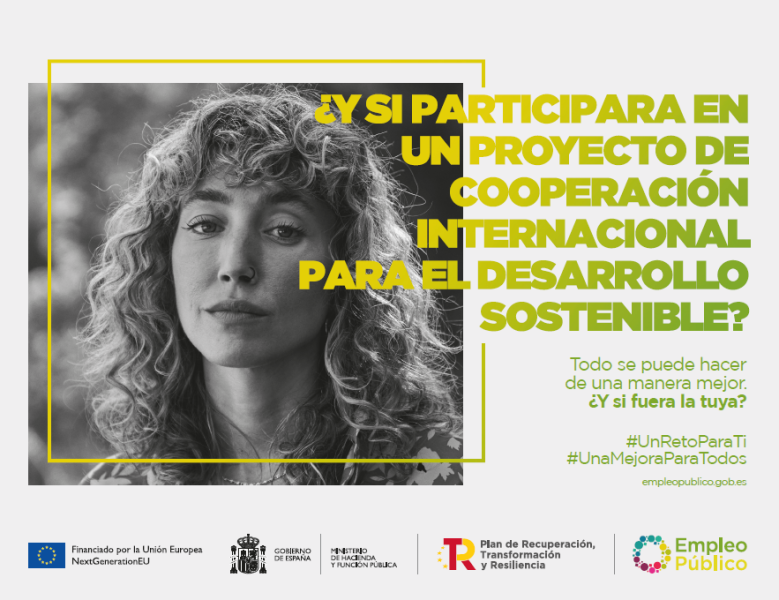 ¿Y SI PARTICIPARA EN
UN PROYECTO DE
COOPERACIÓN
INTERNACIONAL
PARA EL DESARROLLO
SOSTENIBLE?
Todo se puede hacer
de una manera mejor.
¿Y si fuera la tuya?
#UnRetoParaTi
#UnaMejoraParaTodos
empleopublico.gob.es
Financiado por la Unión Europea
NextGenerationEU
GOBIERNO
DE ESPAÑA
MINISTERIO
DE HACIENDA
Y FUNCIÓN PÚBLICA
TR
Plan de Recuperación,
Transformación
y Resiliencia
Empleo
Público